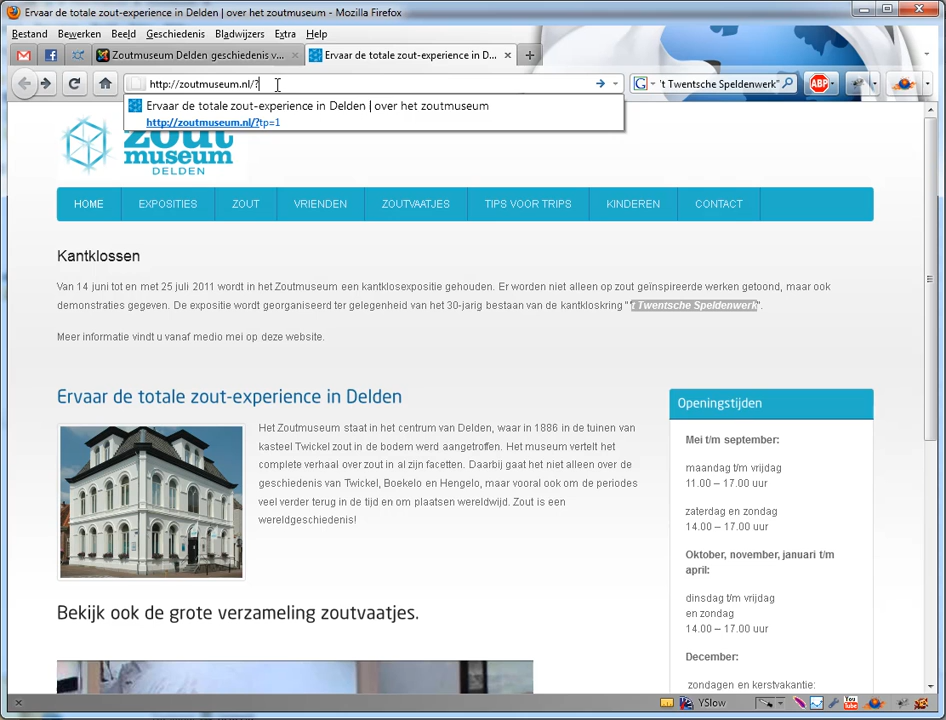 Ervaar de totale zout-experience in Delden | over het zoutmuseum - Mozilla Firefox
Bestand Bewerken Beeld Geschiedenis Bladwijzers Extra Help
Zoutmuseum Delden geschiedenis v...
Ervaar de totale zout-experience in D...
http://zoutmuseum.nl/?
't Twentsche Speldenwerk"
ABP
Ervaar de totale zout-experience in Delden | over het zoutmuseum
http://zoutmuseum.nl/?tp=1
zout
museum
DELDEN
HOME EXPOSITIES ZOUT VRIENDEN ZOUTVAATJES TIPS VOOR TRIPS KINDEREN CONTACT
Kantklossen
Van 14 juni tot en met 25 juli 2011 wordt in het Zoutmuseum een kantklosexpositie gehouden. Er worden niet alleen op zout geïnspireerde werken getoond, maar ook
demonstraties gegeven. De expositie wordt georganiseerd ter gelegenheid van het 30-jarig bestaan van de kantkloskring "'t Twentsche Speldenwerk".
Meer informatie vindt u vanaf medio mei op deze website.
Ervaar de totale zout-experience in Delden
Het Zoutmuseum staat in het centrum van Delden, waar in 1886 in de tuinen van
kasteel Twickel zout in de bodem werd aangetroffen. Het museum vertelt het
complete verhaal over zout in al zijn facetten. Daarbij gaat het niet alleen over de
geschiedenis van Twickel, Boekelo en Hengelo, maar vooral ook om de periodes
veel verder terug in de tijd en om plaatsen wereldwijd. Zout is een
wereldgeschiedenis!
Bekijk ook de grote verzameling zoutvaatjes.
Openingstijden
Mei t/m september:
maandag t/m vrijdag
11.00 – 17.00 uur
zaterdag en zondag
14.00 – 17.00 uur
Oktober, november, januari t/m
april:
dinsdag t/m vrijdag
en zondag
14.00 – 17.00 uur
December:
zondagen en kerstvakantie:
YSlow
You
Tube